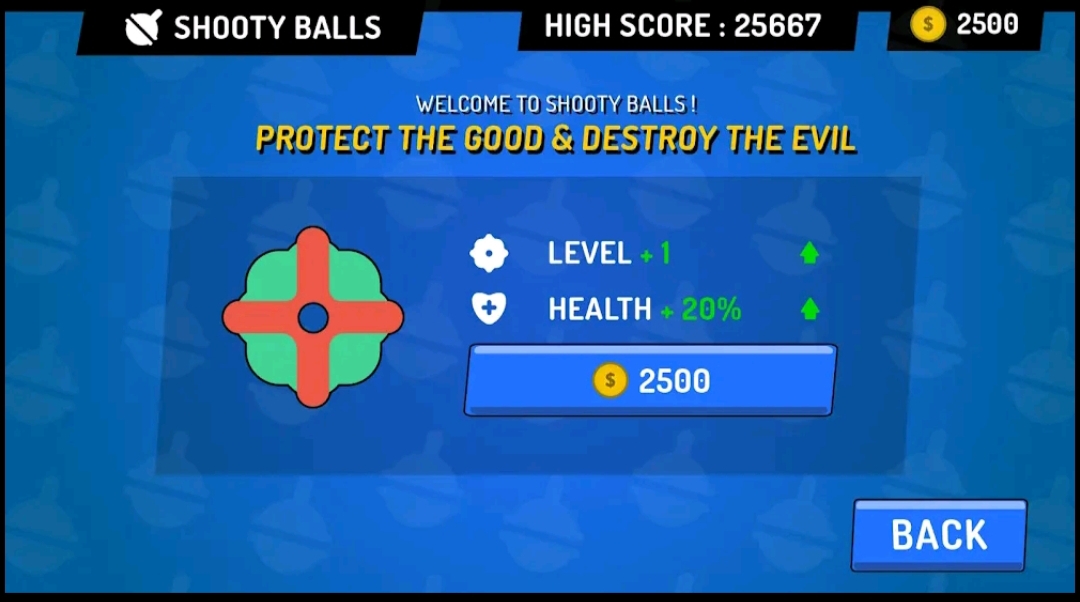 SHOOTY BALLS
HIGH SCORE : 25667
$ 2500
WELCOME TO SHOOTY BALLS !
PROTECT THE GOOD & DESTROY THE EVIL
LEVEL + 1
HEALTH + 20%
$ 2500
BACK